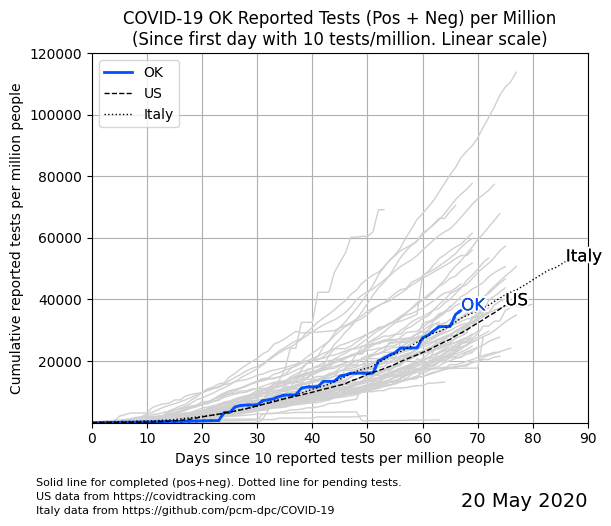 COVID-19 OK Reported Tests (Pos + Neg) per Million
(Since first day with 10 tests/million. Linear scale)
Cumulative reported tests per million people
120000
100000
80000
60000
40000
20000
OK
US
Italy
Italy
OK
US
0 10 20 30 40 50 60 70 80 90
Days since 10 reported tests per million people
Solid line for completed (pos+neg). Dotted line for pending tests.
US data from https://covidtracking.com
Italy data from https://github.com/pcm-dpc/COVID-19
20 May 2020